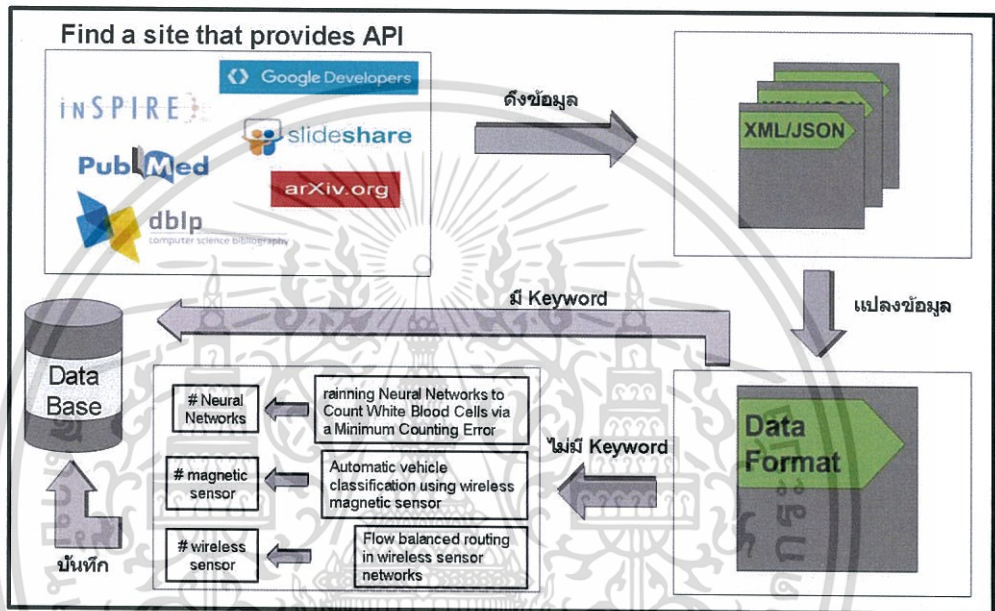 Find a site that provides API
Google Developers
inSPIRE
slideshare
PubMed
arXiv.org
dblp
computer science bibliography
ดึงข้อมูล
XML/JSON
XML/JSON
แปลงข้อมูล
มี Keyword
Data
Base
# Neural
Networks
rainning Neural Networks to
Count White Blood Cells via
a Minimum Counting Error
ไม่มี Keyword
Data
Format
# magnetic
sensor
Automatic vehicle
classification using wireless
magnetic sensor
# wireless
sensor
Flow balanced routing
in wireless sensor
networks
บันทึก